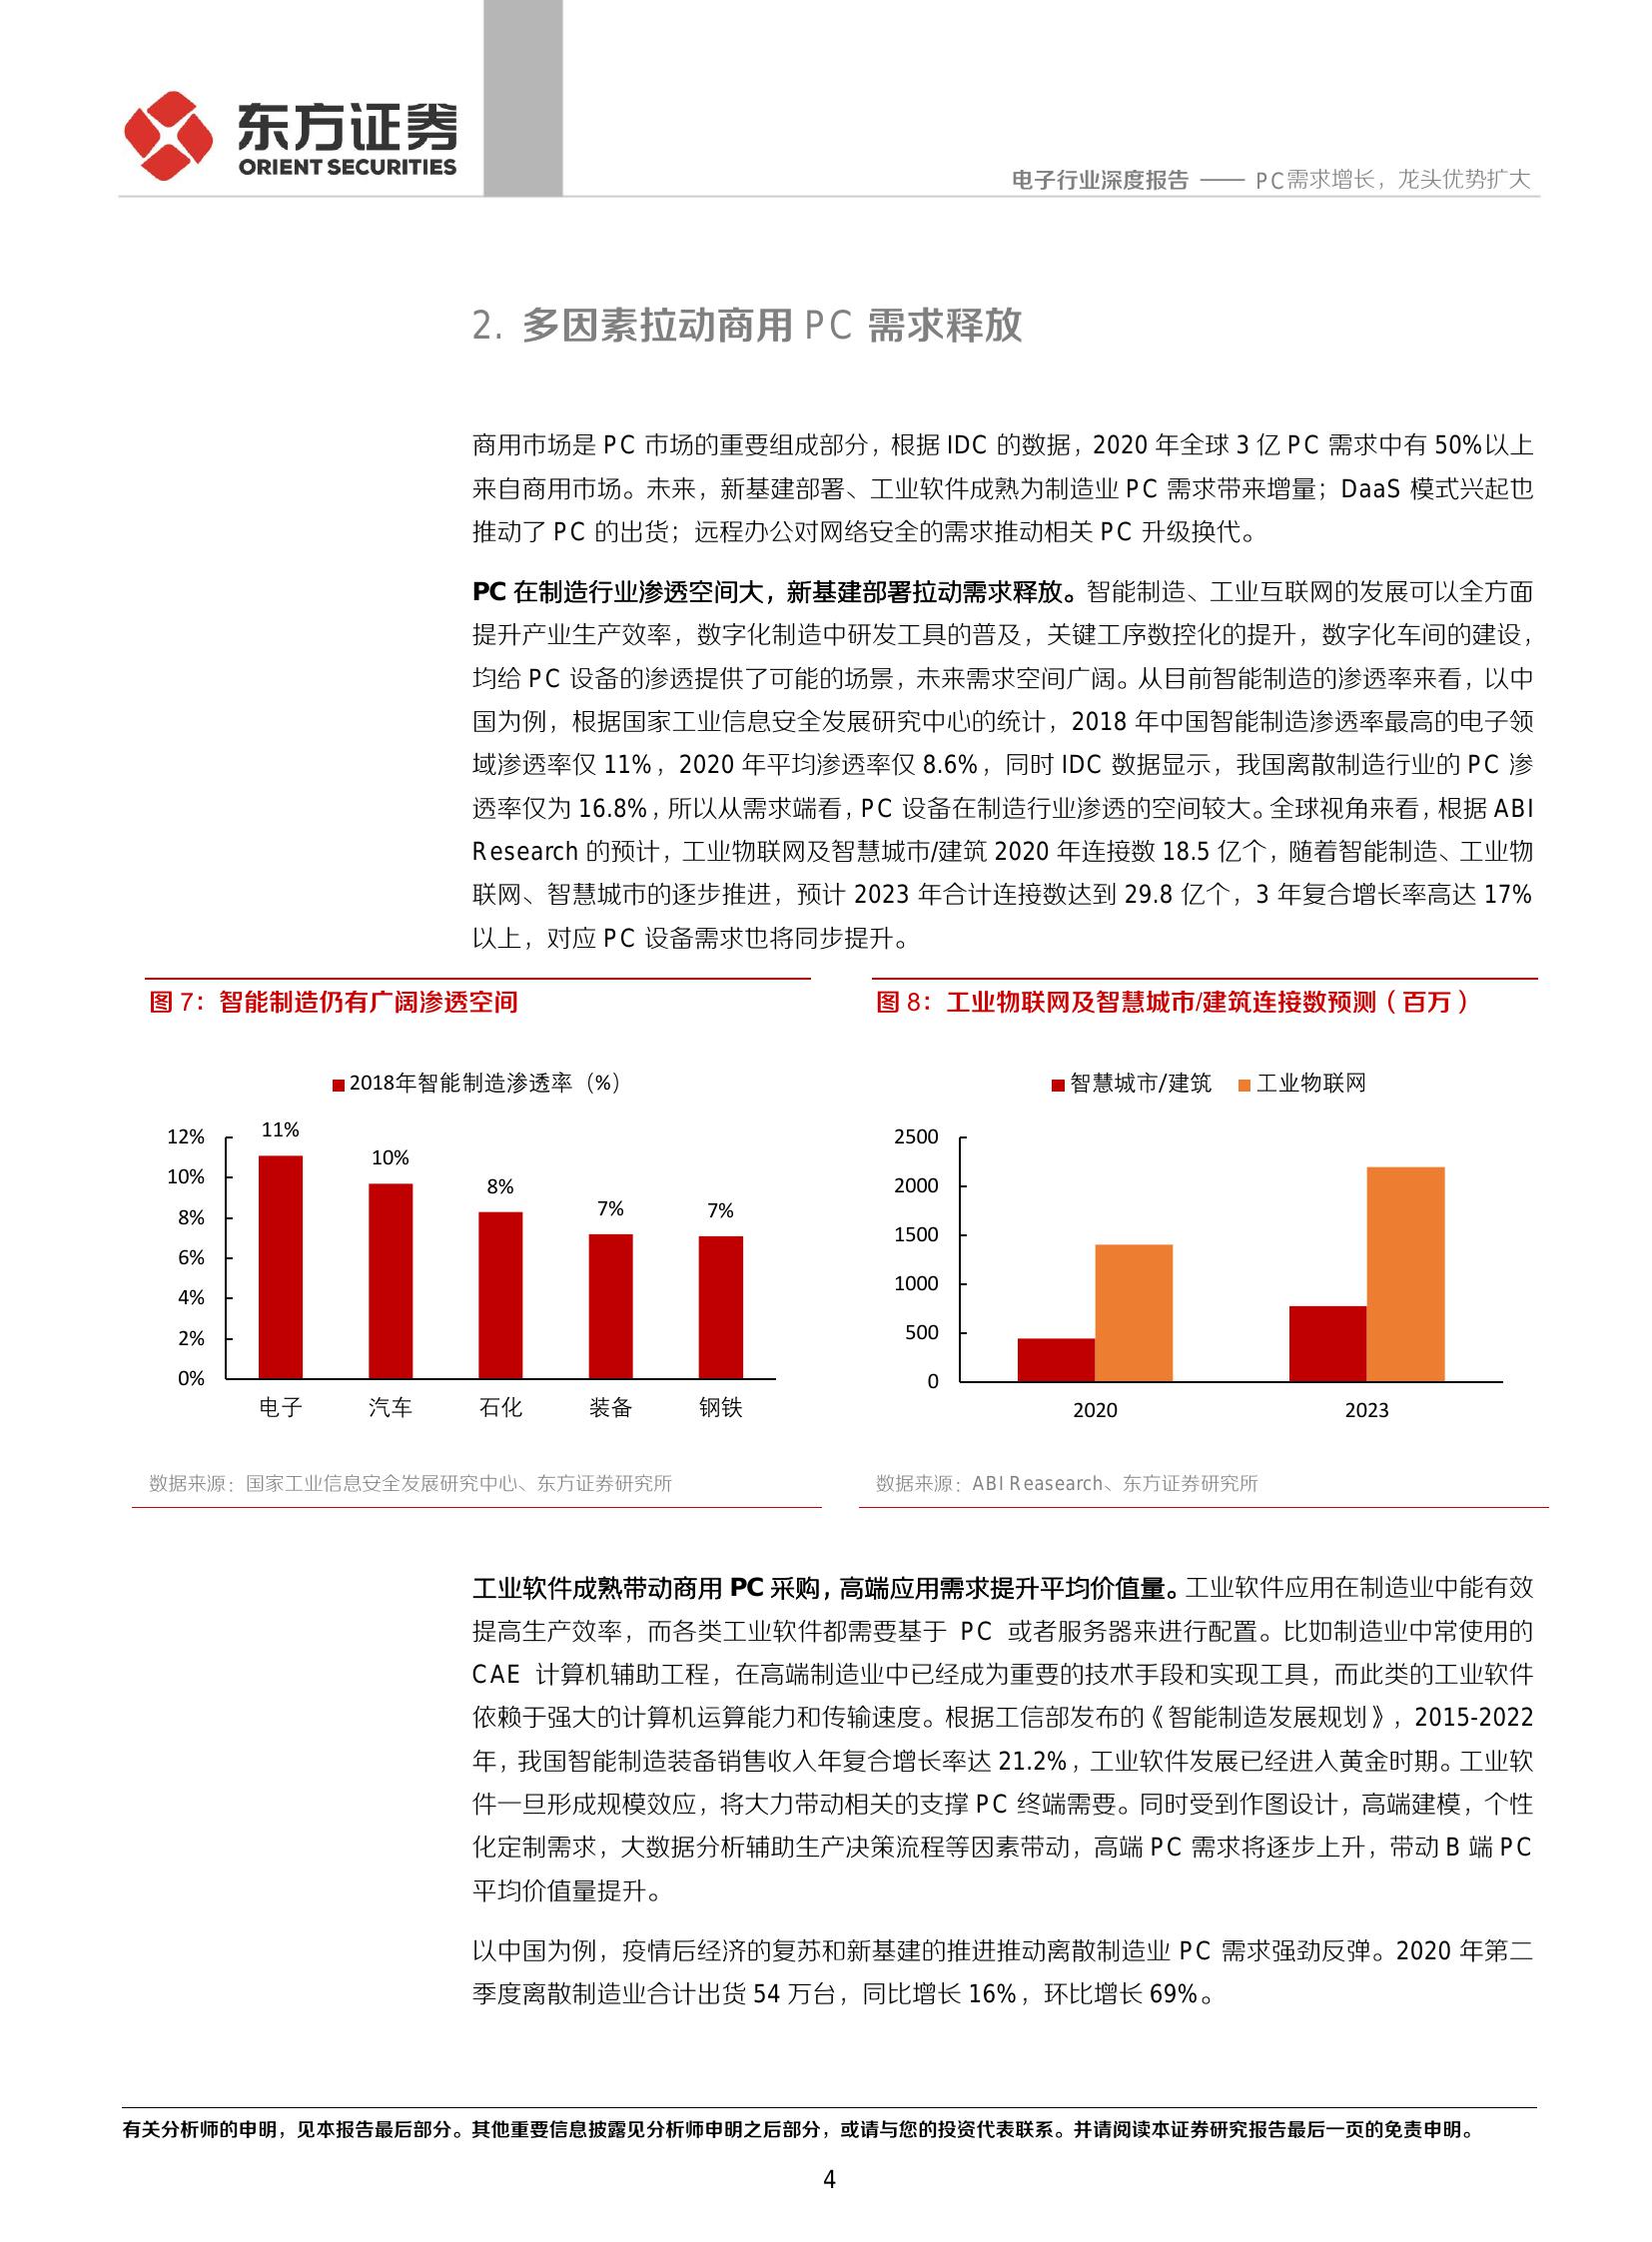 东方证券
ORIENT SECURITIES
电子行业深度报告 —— PC需求增长，龙头优势扩大
2. 多因素拉动商用 PC 需求释放
商用市场是 PC 市场的重要组成部分，根据 IDC 的数据，2020 年全球 3 亿 PC 需求中有 50%以上
来自商用市场。未来，新基建部署、工业软件成熟为制造业 PC 需求带来增量；DaaS 模式兴起也
推动了 PC 的出货；远程办公对网络安全的需求推动相关 PC 升级换代。
PC 在制造行业渗透空间大，新基建部署拉动需求释放。智能制造、工业互联网的发展可以全方面
提升产业生产效率，数字化制造中研发工具的普及，关键工序数控化的提升，数字化车间的建设，
均给 PC 设备的渗透提供了可能的场景，未来需求空间广阔。从目前智能制造的渗透率来看，以中
国为例，根据国家工业信息安全发展研究中心的统计，2018 年中国智能制造渗透率最高的电子领
域渗透率仅 11%，2020 年平均渗透率仅 8.6%，同时 IDC 数据显示，我国离散制造行业的 PC 渗
透率仅为 16.8%，所以从需求端看，PC 设备在制造行业渗透的空间较大。全球视角来看，根据 ABI
Research 的预计，工业物联网及智慧城市/建筑 2020 年连接数 18.5 亿个，随着智能制造、工业物
联网、智慧城市的逐步推进，预计 2023 年合计连接数达到 29.8 亿个，3 年复合增长率高达 17%
以上，对应 PC 设备需求也将同步提升。
图 7：智能制造仍有广阔渗透空间
2018年智能制造渗透率（%）
12%
10%
8%
6%
4%
2%
0%
11%
10%
8%
7%
7%
电子
汽车
石化
装备
钢铁
数据来源：国家工业信息安全发展研究中心、东方证券研究所
图 8：工业物联网及智慧城市/建筑连接数预测（百万）
智慧城市/建筑
工业物联网
2500
2000
1500
1000
500
0
2020
2023
数据来源：ABI Reasearch、东方证券研究所
工业软件成熟带动商用 PC 采购，高端应用需求提升平均价值量。工业软件应用在制造业中能有效
提高生产效率，而各类工业软件都需要基于 PC 或者服务器来进行配置。比如制造业中常使用的
CAE 计算机辅助工程，在高端制造业中已经成为重要的技术手段和实现工具，而此类的工业软件
依赖于强大的计算机运算能力和传输速度。根据工信部发布的《智能制造发展规划》，2015-2022
年，我国智能制造装备销售收入年复合增长率达 21.2%，工业软件发展已经进入黄金时期。工业软
件一旦形成规模效应，将大力带动相关的支撑 PC 终端需要。同时受到作图设计，高端建模，个性
化定制需求，大数据分析辅助生产决策流程等因素带动，高端 PC 需求将逐步上升，带动 B 端 PC
平均价值量提升。
以中国为例，疫情后经济的复苏和新基建的推进推动离散制造业 PC 需求强劲反弹。2020 年第二
季度离散制造业合计出货 54 万台，同比增长 16%，环比增长 69%。
有关分析师的申明，见本报告最后部分。其他重要信息披露见分析师申明之后部分，或请与您的投资代表联系。并请阅读本证券研究报告最后一页的免责申明。
4